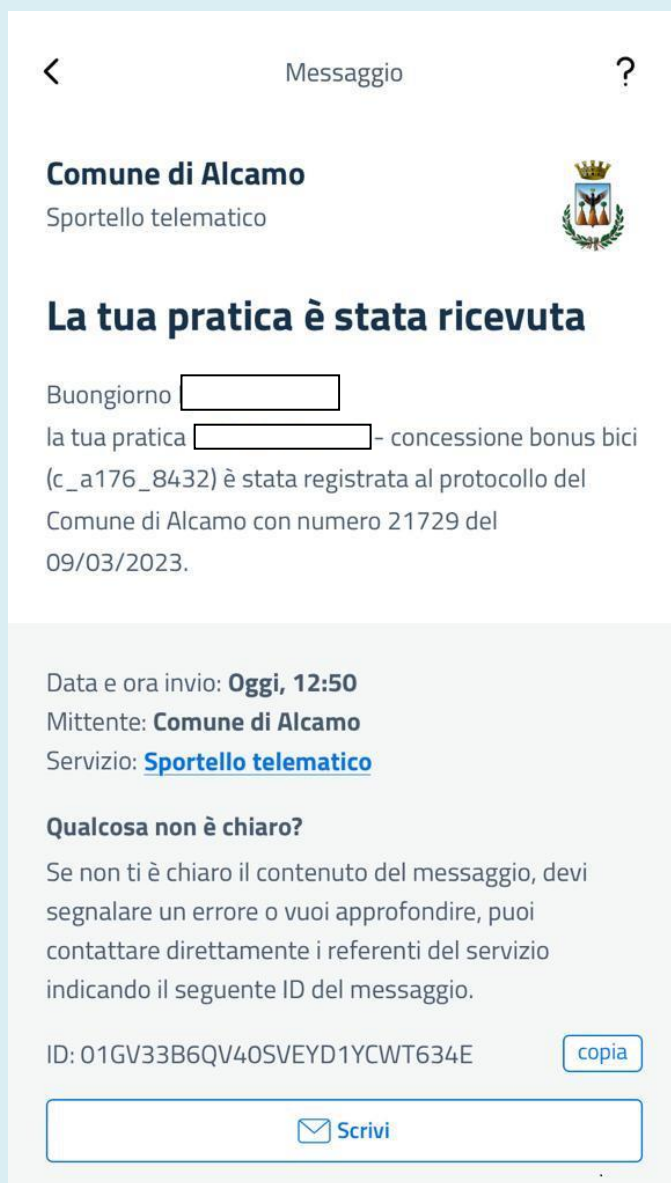 Messaggio
?
Comune di Alcamo
Sportello telematico
La tua pratica è stata ricevuta
Buongiorno
la tua pratica - concessione bonus bici
(c_a176_8432) è stata registrata al protocollo del
Comune di Alcamo con numero 21729 del
09/03/2023.
Data e ora invio: Oggi, 12:50
Mittente: Comune di Alcamo
Servizio: Sportello telematico
Qualcosa non è chiaro?
Se non ti è chiaro il contenuto del messaggio, devi
segnalare un errore o vuoi approfondire, puoi
contattare direttamente i referenti del servizio
indicando il seguente ID del messaggio.
ID: 01GV33B6QV40SVEYD1YCWT634E
copia
Scrivi